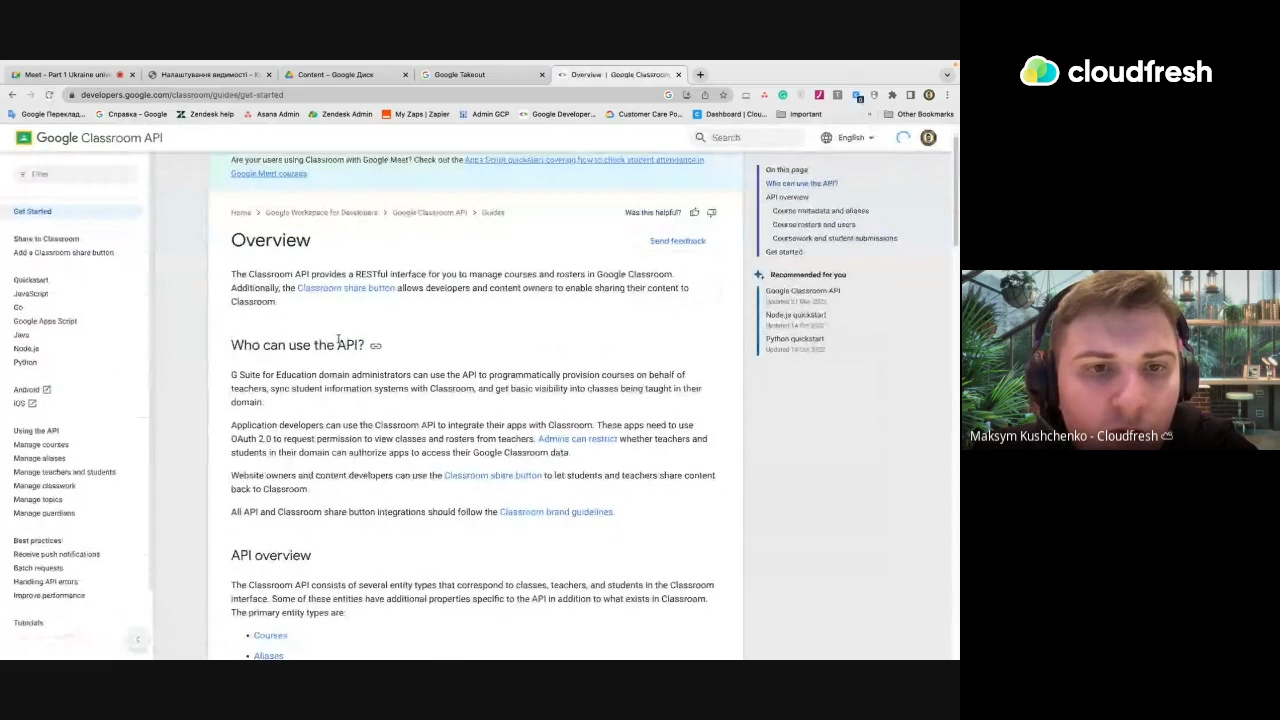 cloudfresh
Meet – Part 1 Ukraine univ
Налаштування видимості - K
Content – Google Диск
Google Takeout
Overview | Google Classroom
developers.google.com/classroom/guides/get-started
Google Переклад...
Справка - Google
Zendesk help
Asana Admin
Zendesk Admin
My Zaps | Zapier
Admin GCP
Google Developer...
Customer Care Po...
Dashboard | Clou...
Important
Other Bookmarks
Google Classroom API
Search
English
Filter
Get Started
Share to Classroom
Add a Classroom share button
Quickstart
JavaScript
Go
Google Apps Script
Java
Node.js
Python
Android
iOS
Using the API
Manage courses
Manage aliases
Manage teachers and students
Manage classwork
Manage topics
Manage guardians
Best practices
Receive push notifications
Batch requests
Handling API errors
Improve performance
Tutorials
Are your users using Classroom with Google Meet? Check out the Apps Script quickstart covering how to check student attendance in
Google Meet courses.
Home > Google Workspace for Developers > Google Classroom API > Guides
Was this helpful?
Overview
Send feedback
The Classroom API provides a RESTful interface for you to manage courses and rosters in Google Classroom.
Additionally, the Classroom share button allows developers and content owners to enable sharing their content to
Classroom.
Who can use the API?
G Suite for Education domain administrators can use the API to programmatically provision courses on behalf of
teachers, sync student information systems with Classroom, and get basic visibility into classes being taught in their
domain.
Application developers can use the Classroom API to integrate their apps with Classroom. These apps need to use
OAuth 2.0 to request permission to view classes and rosters from teachers. Admins can restrict whether teachers and
students in their domain can authorize apps to access their Google Classroom data.
Website owners and content developers can use the Classroom share button to let students and teachers share content
back to Classroom.
All API and Classroom share button integrations should follow the Classroom brand guidelines.
API overview
The Classroom API consists of several entity types that correspond to classes, teachers, and students in the Classroom
interface. Some of these entities have additional properties specific to the API in addition to what exists in Classroom.
The primary entity types are:
• Courses
• Aliases
On this page
Who can use the API?
API overview
Course metadata and aliases
Course rosters and users
Coursework and student submissions
Get started
Recommended for you
Google Classroom API
Node.js quickstart
Python quickstart
Maksym Kushchenko - Cloudfresh